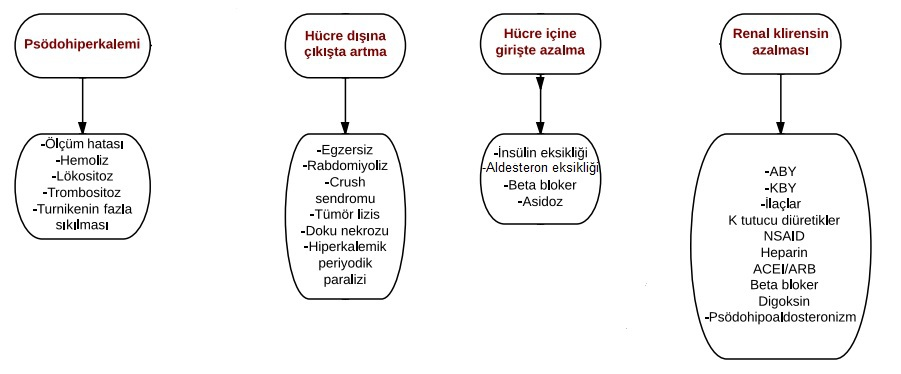 Psödohiperkalemi
-Ölçüm hatası
-Hemoliz
-Lökositoz
-Trombositoz
-Turnikenin fazla
sıkılması
Hücre dışına
çıkışta artma
-Egzersiz
-Rabdomiyoliz
-Crush
sendromu
-Tümör lizis
-Doku nekrozu
-Hiperkalemik
periyodik
paralizi
Hücre içine
girişte azalma
-İnsülin eksikliği
-Aldesteron eksikliği
-Beta bloker
-Asidoz
Renal klirensin
azalması
-ABY
-KBY
-İlaçlar
K tutucu diüretikler
NSAID
Heparin
ACEI/ARB
Beta bloker
Digoksin
-Psödohipoaldosteronizm